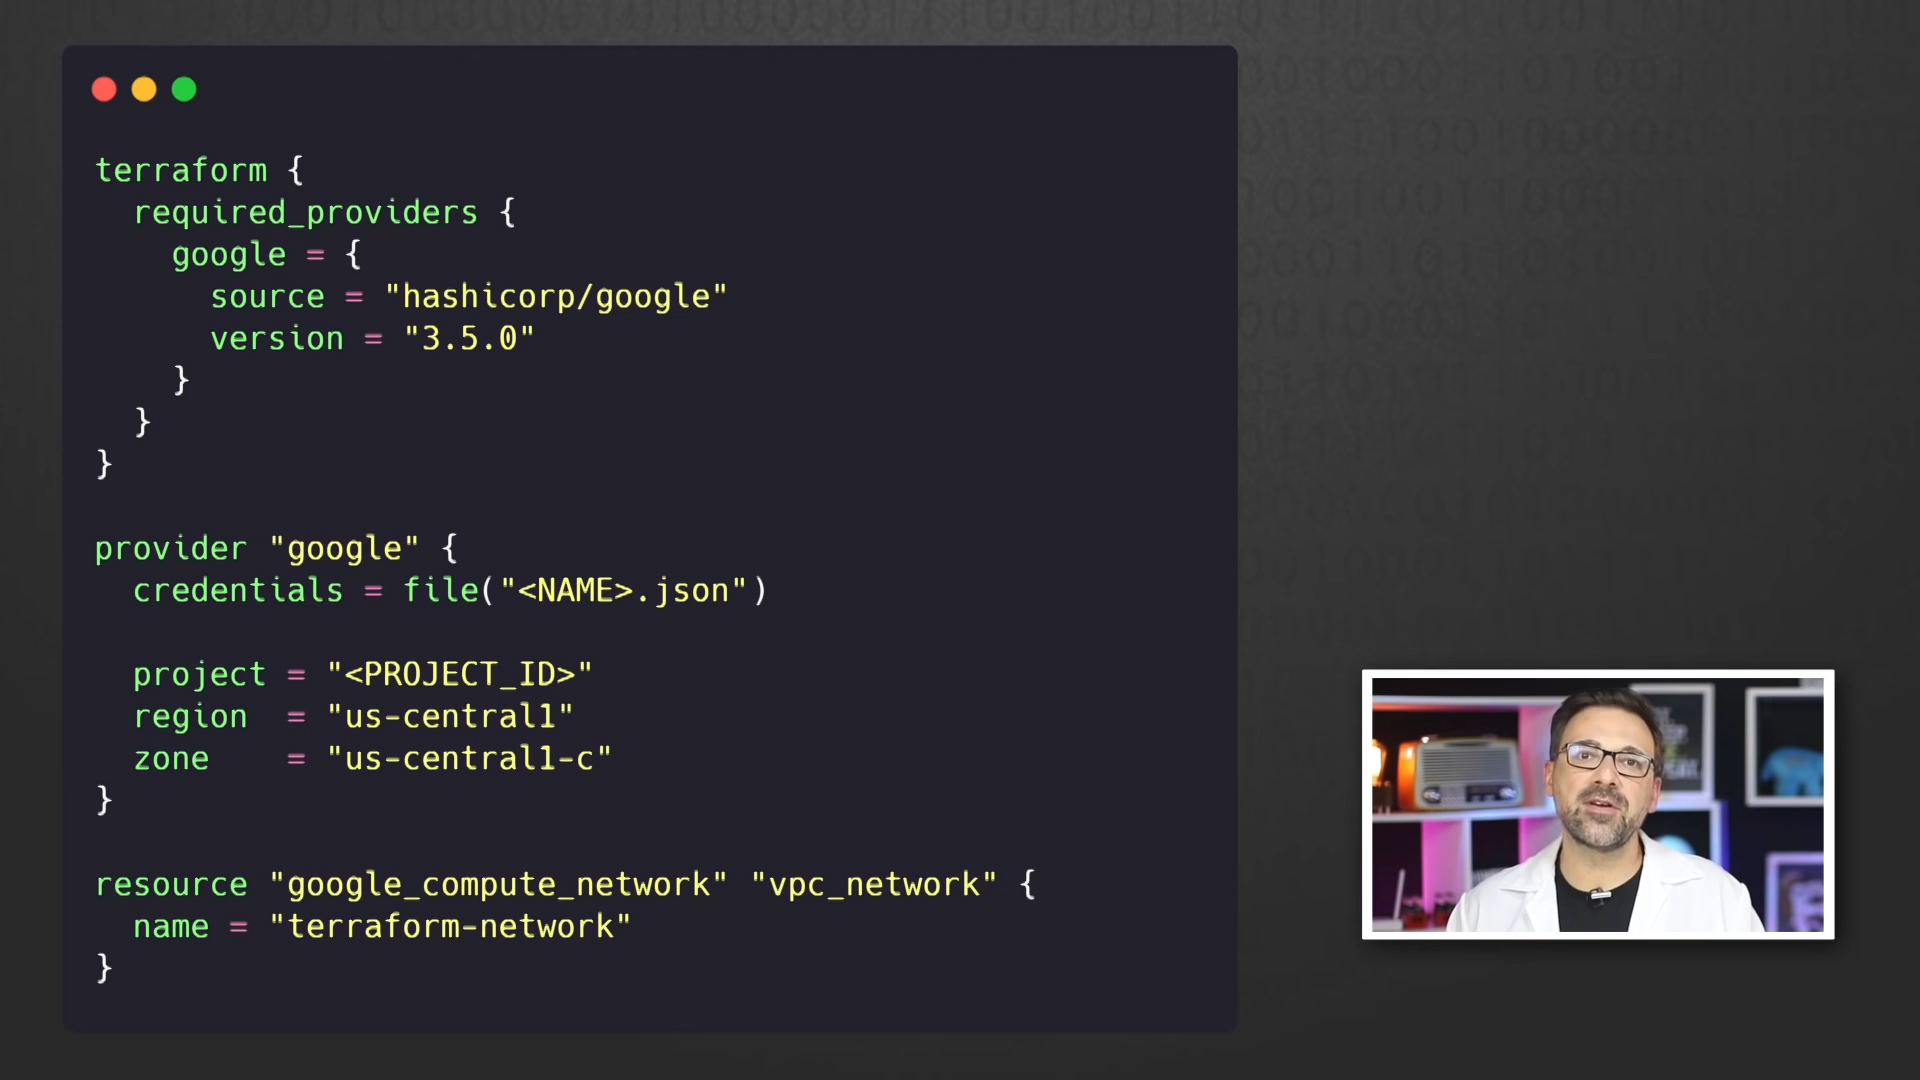 terraform {
required_providers {
google = {
source = "hashicorp/google"
version = "3.5.0"
}
}
}
provider "google" {
credentials = file("<NAME>.json")
project = "<PROJECT_ID>"
region = "us-central1"
zone = "us-central1-c"
}
resource "google_compute_network" "vpc_network" {
name = "terraform-network"
}